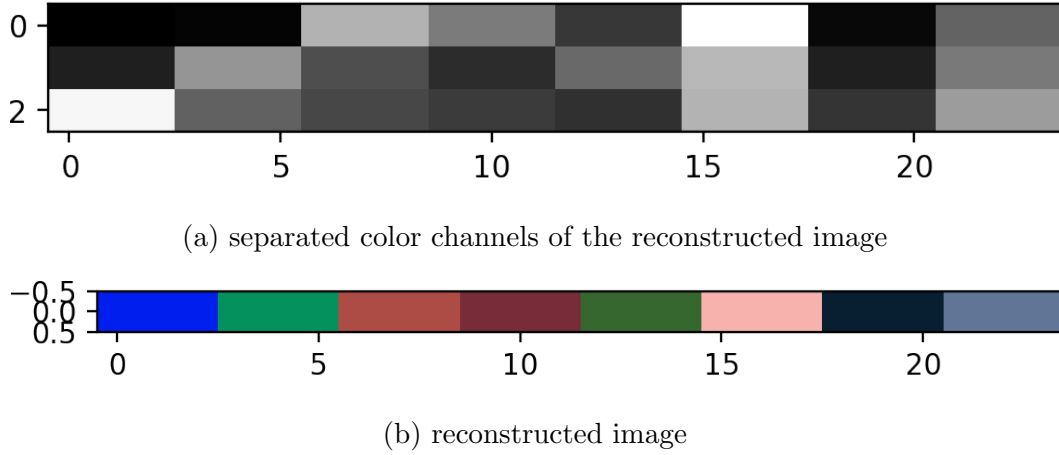 0
2
0 5 10 15 20
(a) separated color channels of the reconstructed image
−0.5
0.0
0.5
0 5 10 15 20
(b) reconstructed image